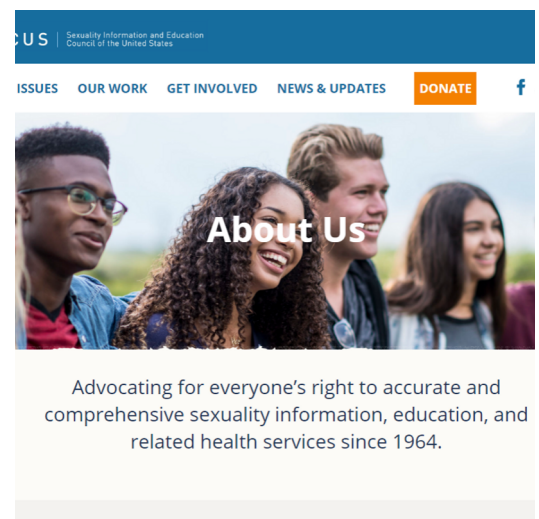 CUS
Sexuality Information and Education
Council of the United States
ISSUES OUR WORK GET INVOLVED NEWS & UPDATES DONATE f
About Us
Advocating for everyone’s right to accurate and
comprehensive sexuality information, education, and
related health services since 1964.